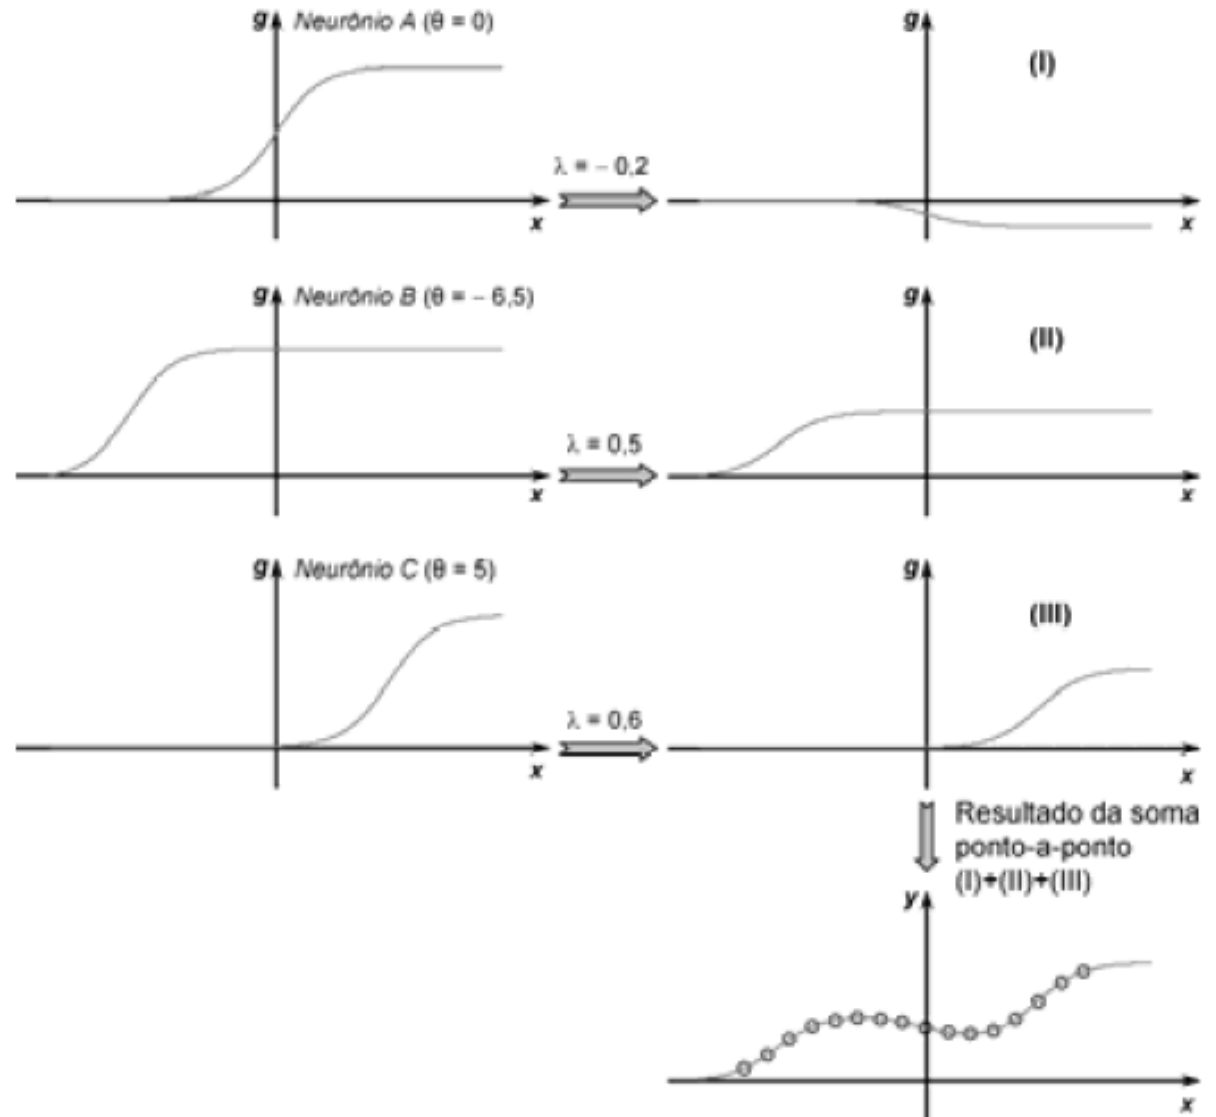 g Neurônio A (θ = 0)
x
λ = – 0,2
g
(I)
x
g Neurônio B (θ = – 6,5)
x
λ = 0,5
g
(II)
x
g Neurônio C (θ = 5)
x
λ = 0,6
g
(III)
x
Resultado da soma
ponto-a-ponto
(I)+(II)+(III)
y
x